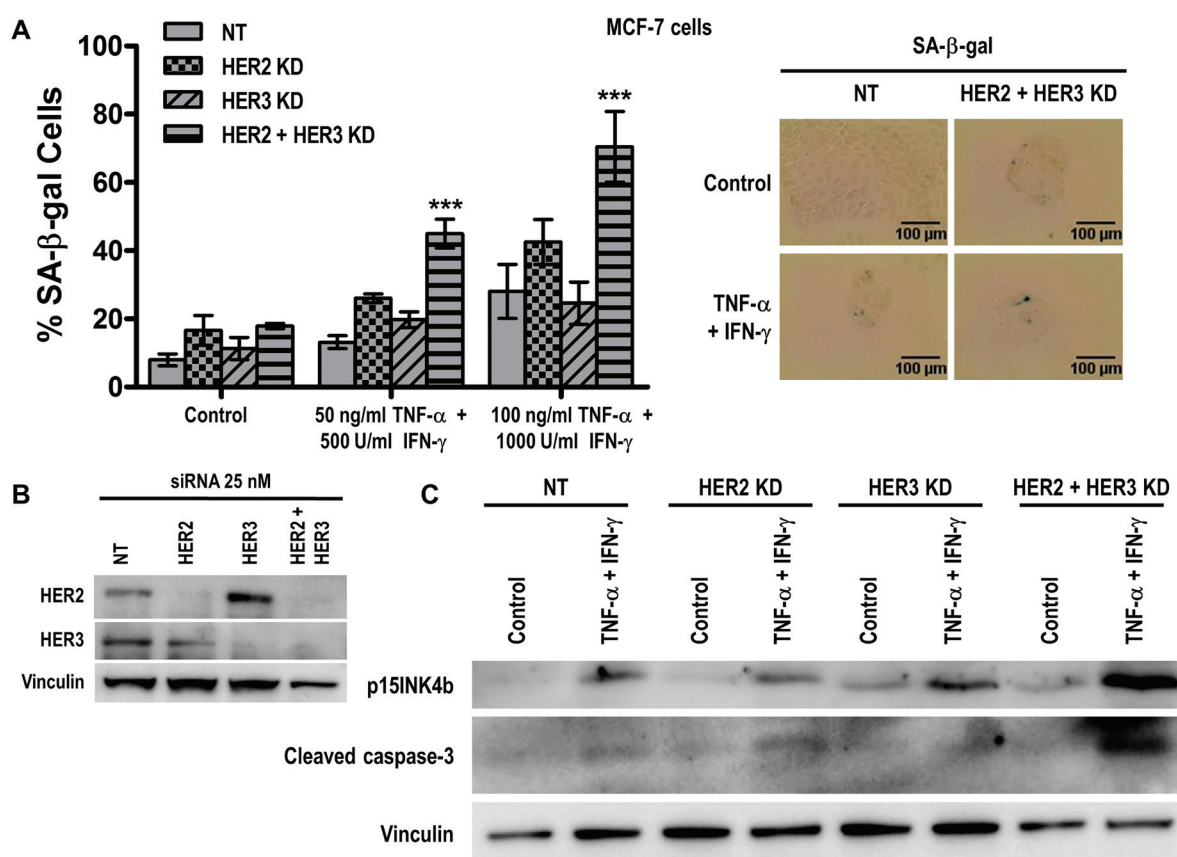 A
MCF-7 cells
% SA-β-gal Cells
100
80
60
40
20
0
NT
HER2 KD
HER3 KD
HER2 + HER3 KD
***
***
Control
50 ng/ml TNF-α +
500 U/ml IFN-γ
100 ng/ml TNF-α +
1000 U/ml IFN-γ
SA-β-gal
NT
HER2 + HER3 KD
Control
100 µm
100 µm
TNF-α
+ IFN-γ
100 µm
100 µm
B
siRNA 25 nM
NT
HER2
HER3
HER2 +
HER3
HER2
HER3
Vinculin
C
NT
HER2 KD
HER3 KD
HER2 + HER3 KD
Control
TNF-α + IFN-γ
Control
TNF-α + IFN-γ
Control
TNF-α + IFN-γ
Control
TNF-α + IFN-γ
p15INK4b
Cleaved caspase-3
Vinculin